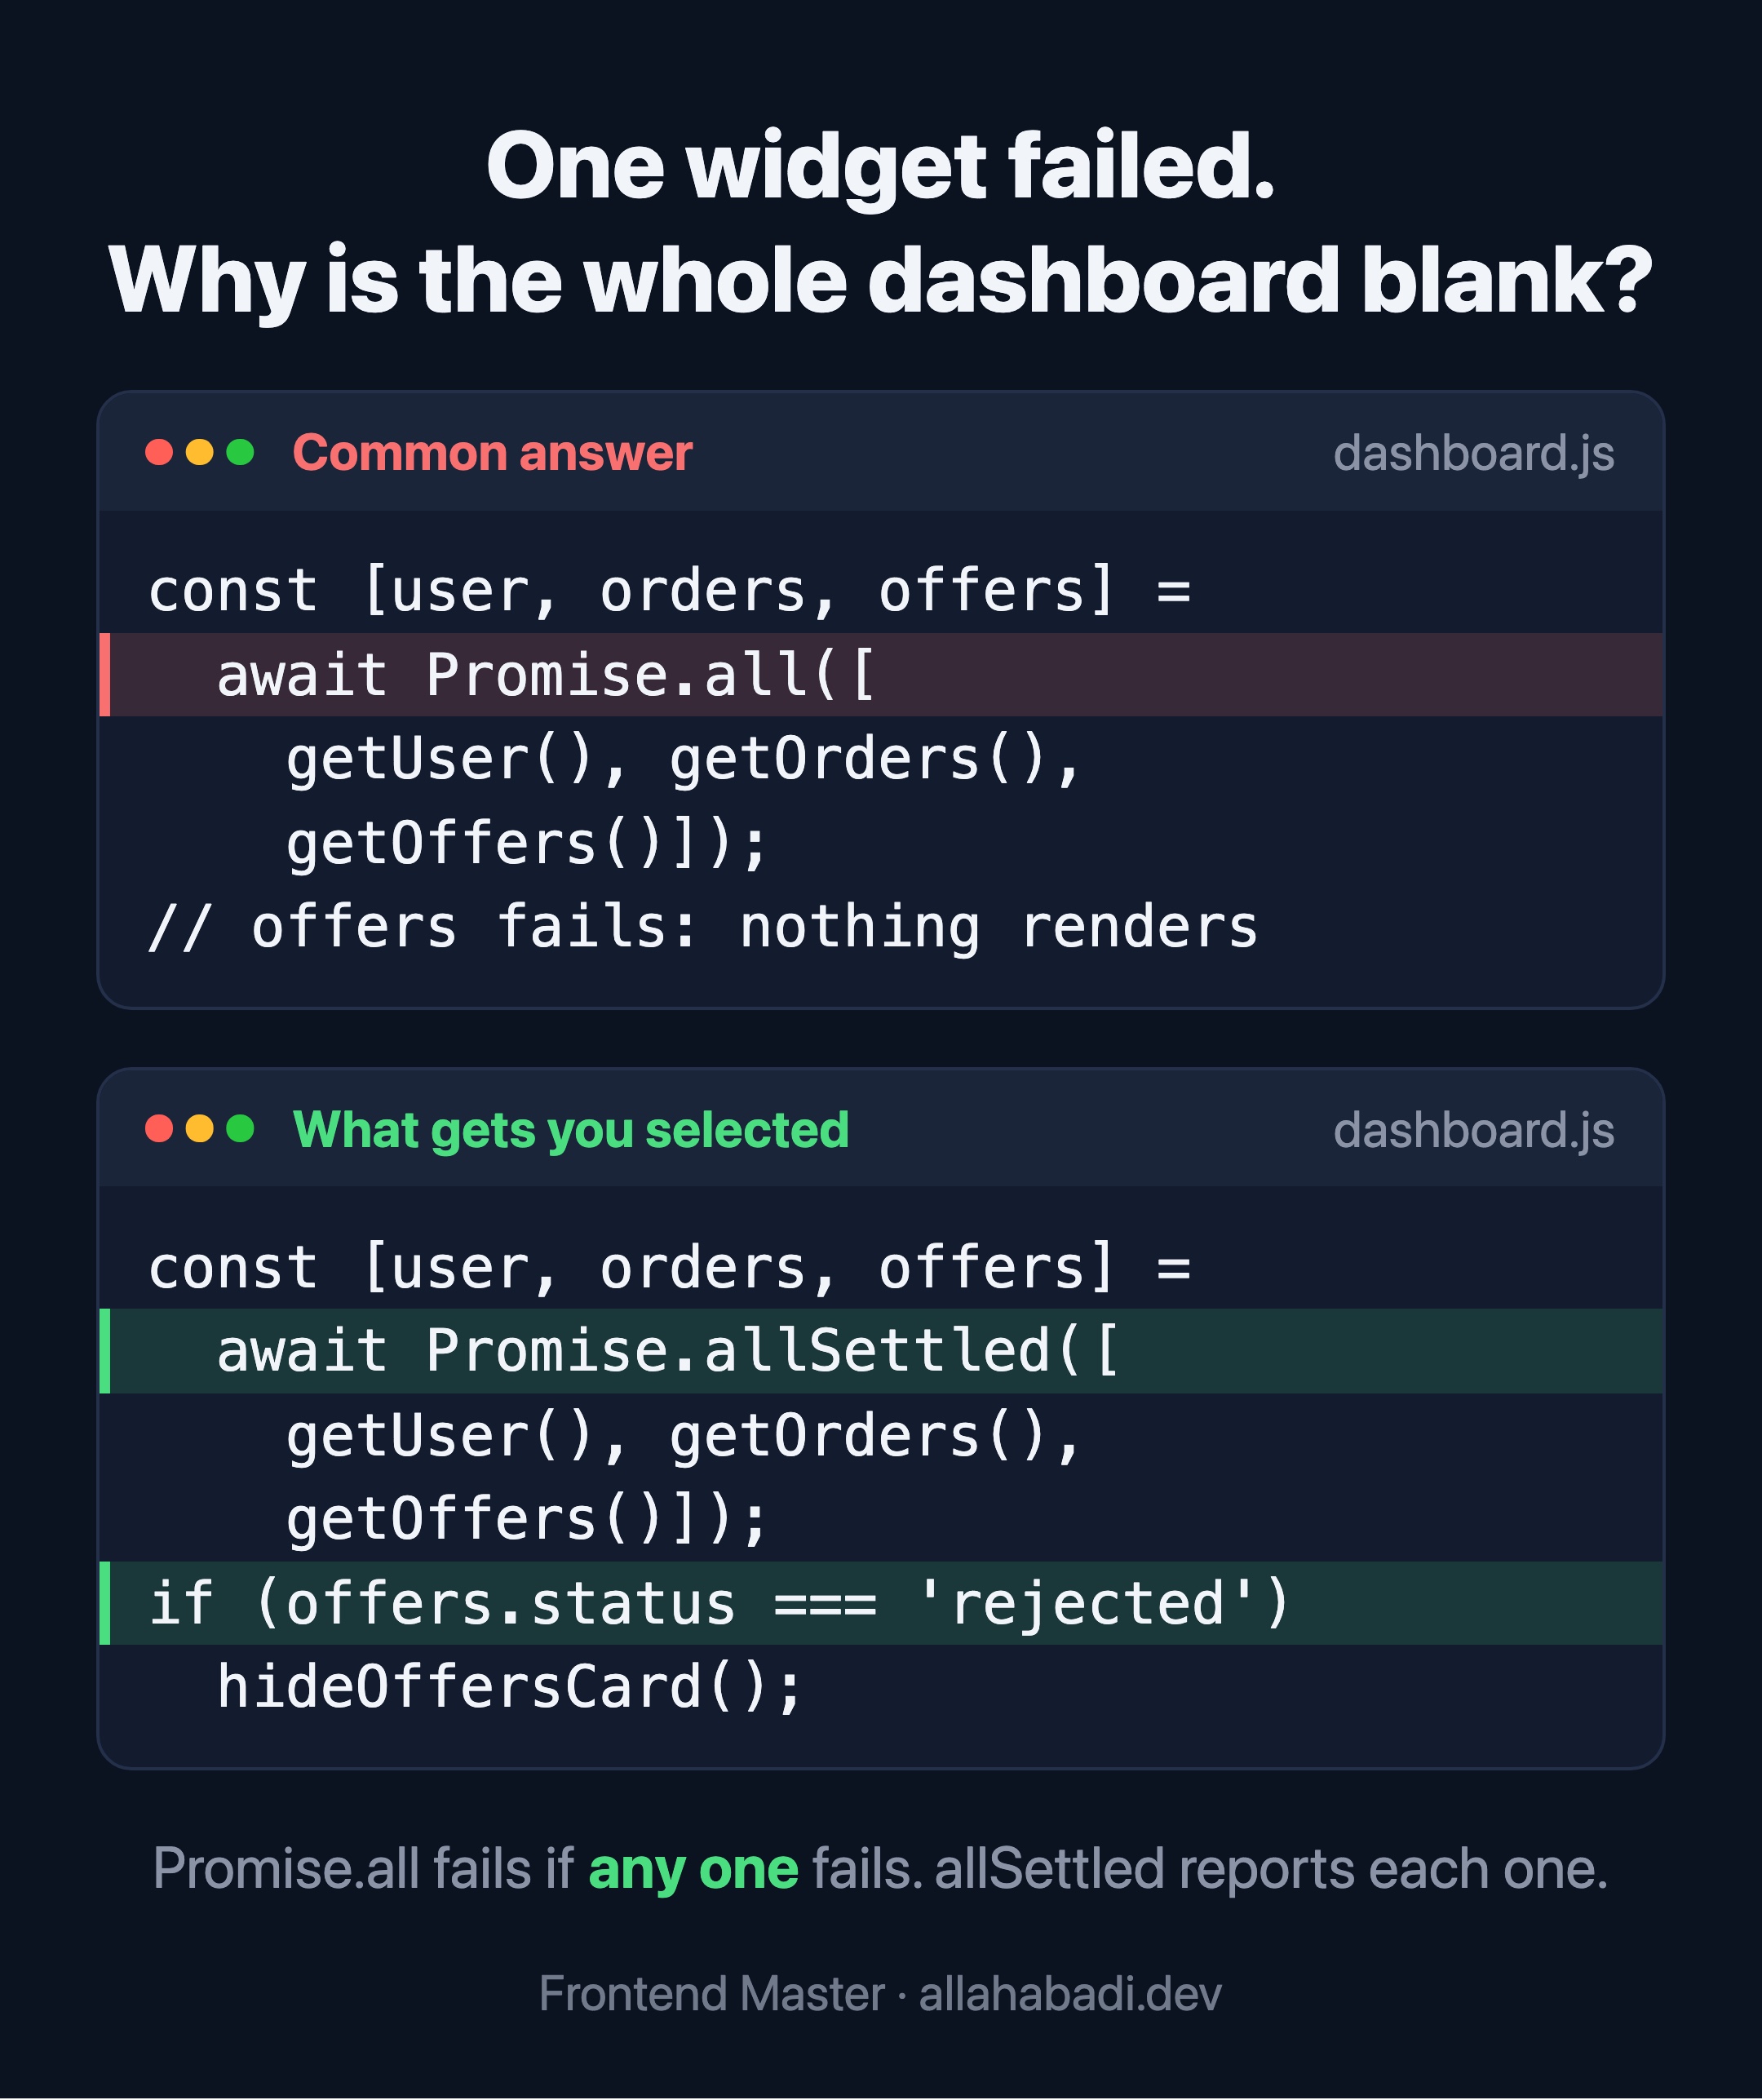 One widget failed.
Why is the whole dashboard blank?
Common answer
dashboard.js
const [user, orders, offers] =
  await Promise.all([
    getUser(), getOrders(),
    getOffers()]);
// offers fails: nothing renders
What gets you selected
dashboard.js
const [user, orders, offers] =
  await Promise.allSettled([
    getUser(), getOrders(),
    getOffers()]);
if (offers.status === 'rejected')
  hideOffersCard();
Promise.all fails if any one fails. allSettled reports each one.
Frontend Master · allahabadi.dev